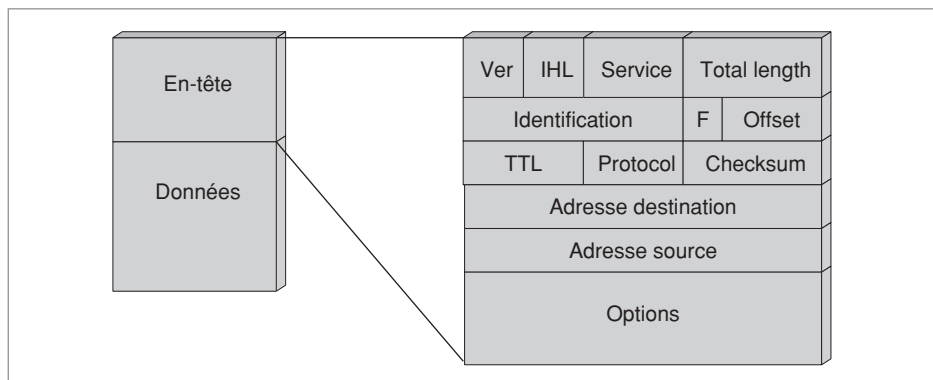 En-tête
Données
Ver IHL Service Total length
Identification F Offset
TTL Protocol Checksum
Adresse destination
Adresse source
Options